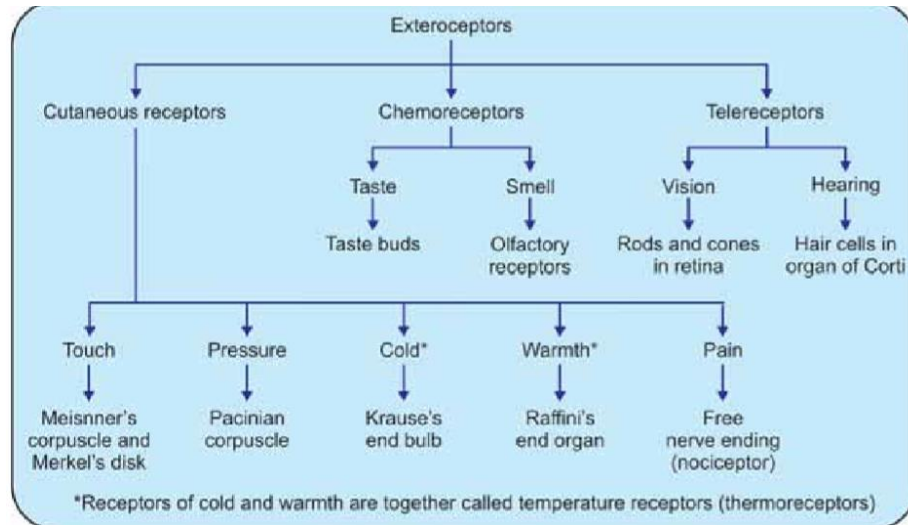 Exteroceptors
Cutaneous receptors
Chemoreceptors
Telereceptors
Taste
Smell
Vision
Hearing
Taste buds
Olfactory
receptors
Rods and cones
in retina
Hair cells in
organ of Corti
Touch
Pressure
Cold*
Warmth*
Pain
Meisnner's
corpuscle and
Merkel's disk
Pacinian
corpuscle
Krause's
end bulb
Raffini's
end organ
Free
nerve ending
(nociceptor)
*Receptors of cold and warmth are together called temperature receptors (thermoreceptors)